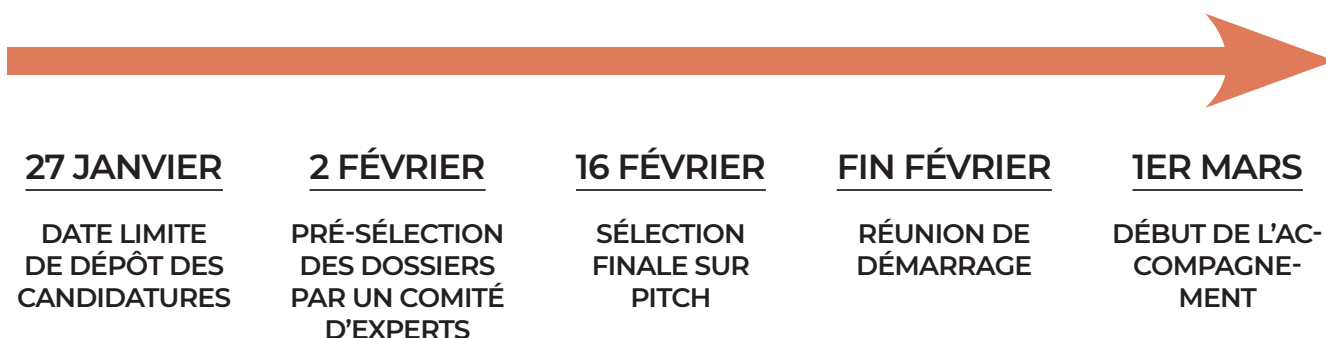 27 JANVIER
DATE LIMITE
DE DÉPÔT DES
CANDIDATURES
2 FÉVRIER
PRÉ-SÉLECTION
DES DOSSIERS
PAR UN COMITÉ
D’EXPERTS
16 FÉVRIER
SÉLECTION
FINALE SUR
PITCH
FIN FÉVRIER
RÉUNION DE
DÉMARRAGE
1ER MARS
DÉBUT DE L’AC-
COMPAGNE-
MENT